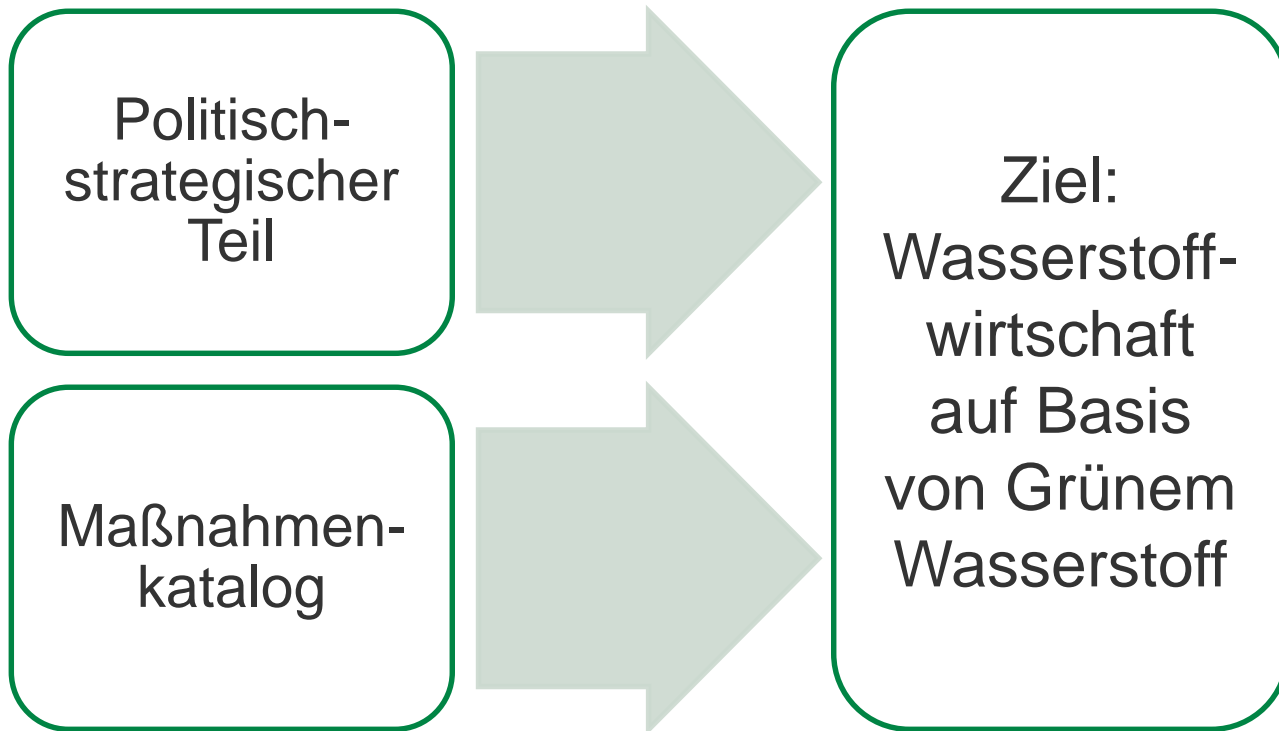 Politisch-
strategischer
Teil
Maßnahmen-
katalog
Ziel:
Wasserstoff-
wirtschaft
auf Basis
von Grünem
Wasserstoff